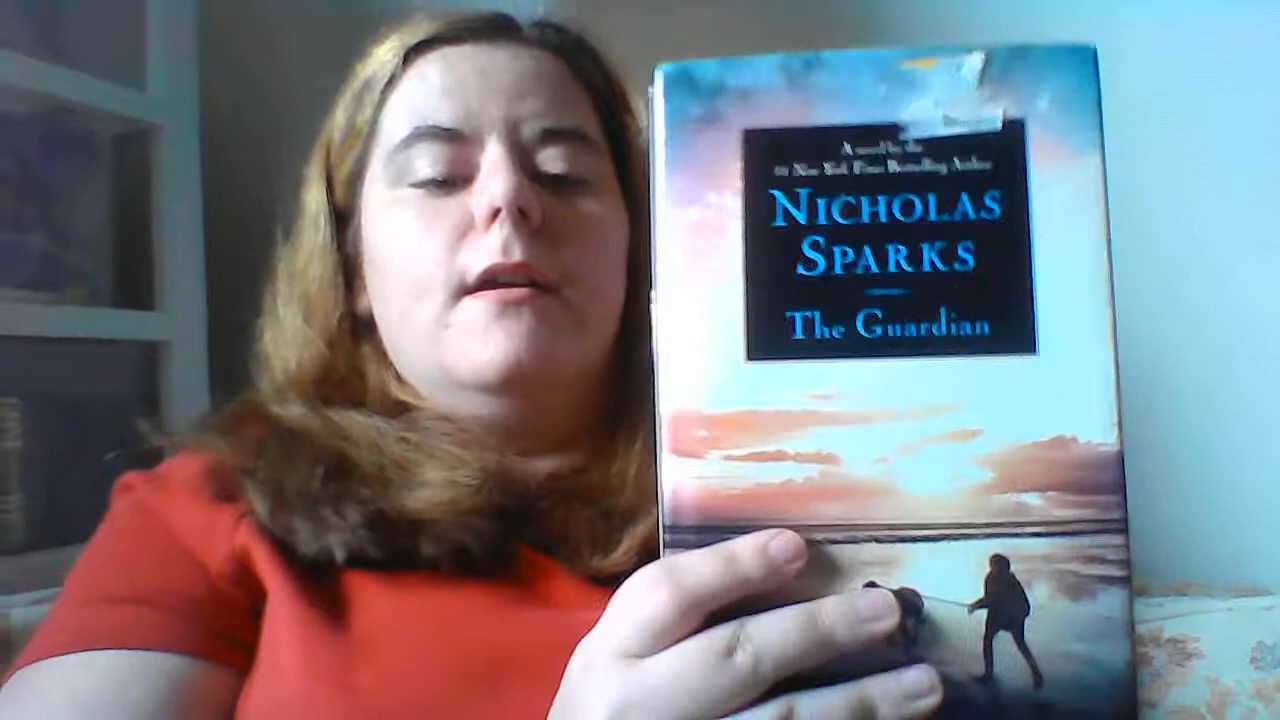 A novel by the
#1 New York Times Bestselling Author
NICHOLAS
SPARKS
The Guardian